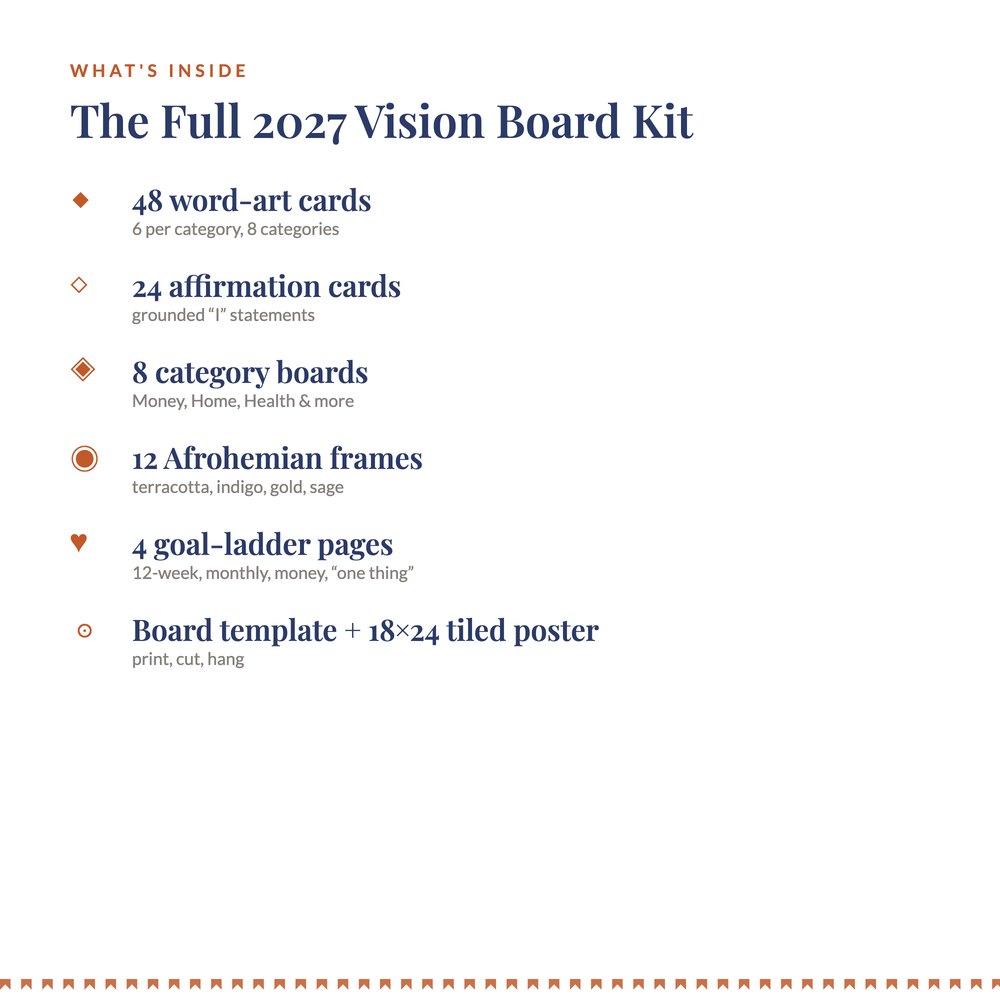 WHAT'S INSIDE
The Full 2027 Vision Board Kit
48 word-art cards
6 per category, 8 categories
24 affirmation cards
grounded “I” statements
8 category boards
Money, Home, Health & more
12 Afrohemian frames
terracotta, indigo, gold, sage
4 goal-ladder pages
12-week, monthly, money, “one thing”
Board template + 18×24 tiled poster
print, cut, hang